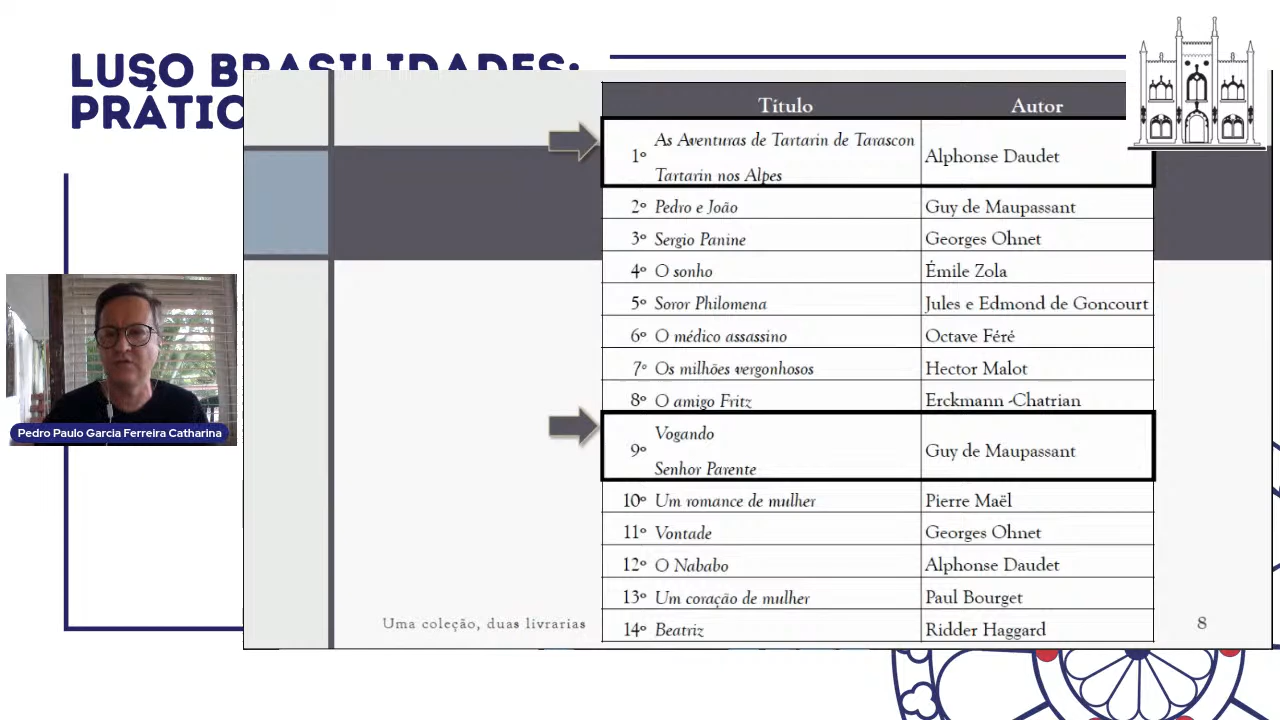 LUSO BRASILIDADES:
PRÁTIC
Título Autor
1º As Aventuras de Tartarin de Tarascon
Tartarin nos Alpes
Alphonse Daudet
2º Pedro e João Guy de Maupassant
3º Sergio Panine Georges Ohnet
4º O sonho Émile Zola
5º Soror Philomena Jules e Edmond de Goncourt
6º O médico assassino Octave Féré
7º Os milhões vergonhosos Hector Malot
8º O amigo Fritz Erckmann -Chatrian
9º Vogando
Senhor Parente
Guy de Maupassant
10º Um romance de mulher Pierre Maël
11º Vontade Georges Ohnet
12º O Nababo Alphonse Daudet
13º Um coração de mulher Paul Bourget
14º Beatriz Ridder Haggard
Uma coleção, duas livrarias
8
Pedro Paulo Garcia Ferreira Catharina